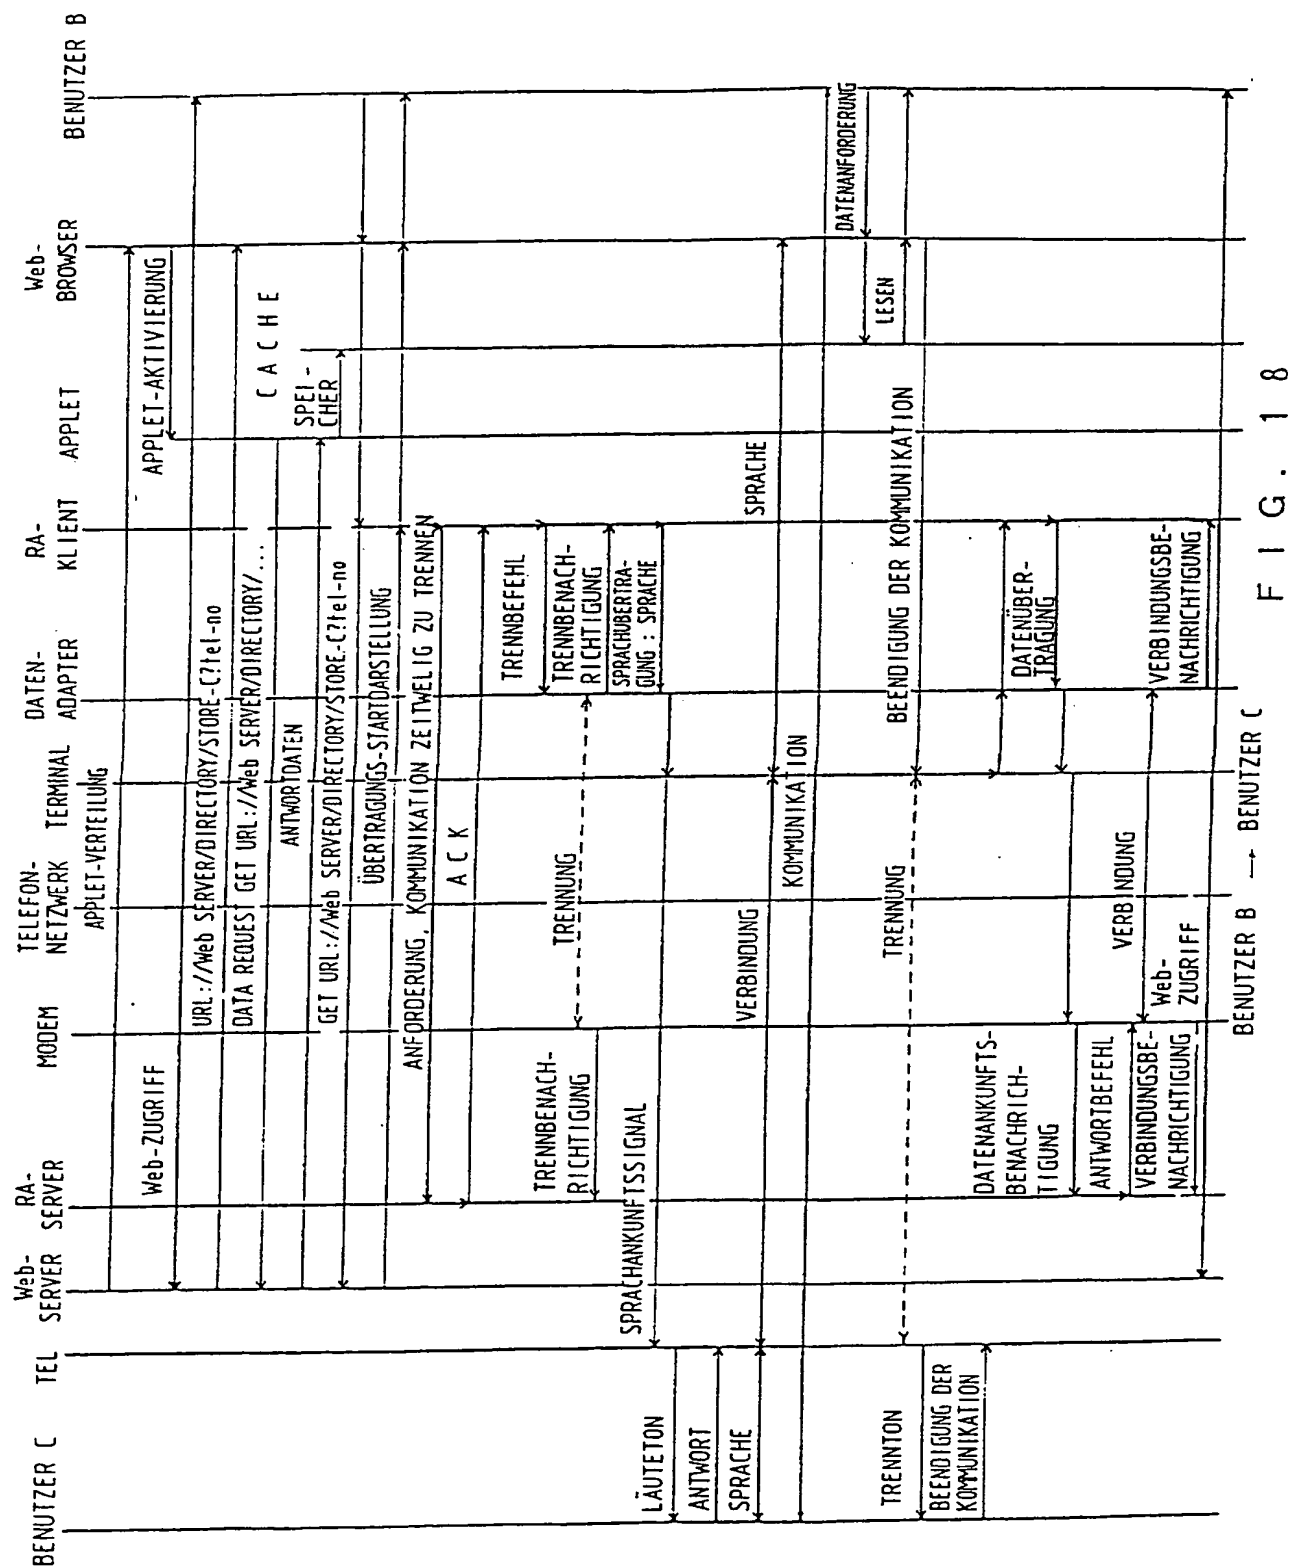 BENUTZER C
TEL
Web-
SERVER
RA-
SERVER
MODEM
TELEFON-
NETZWERK
TERMINAL
DATEN-
ADAPTER
RA-
KLIENT
APPLET
Web-
BROWSER
BENUTZER B
APPLET-VERTEILUNG
APPLET-AKTIVIERUNG
Web-ZUGRIFF
URL://Web SERVER/DIRECTORY/STORE-C?tel-no
DATA REQUEST GET URL://Web SERVER/DIRECTORY/...
CACHE
ANTWORTDATEN
SPEI-
CHER
GET URL://Web SERVER/DIRECTORY/STORE-C?tel-no
ÜBERTRAGUNGS-STARTDARSTELLUNG
ANFORDERUNG, KOMMUNIKATION ZEITWEILIG ZU TRENNEN
ACK
TRENNBEFEHL
TRENNUNG
TRENNBENACH-
RICHTIGUNG
TRENNBENACH-
RICHTIGUNG
SPRACHUBERTRA-
GUNG : SPRACHE
SPRACHANKUNFTSSIGNAL
LÄUTETON
ANTWORT
SPRACHE
VERBINDUNG
SPRACHE
KOMMUNIKATION
DATENANFORDERUNG
LESEN
TRENNTON
TRENNUNG
BEENDIGUNG DER KOMMUNIKATION
BEENDIGUNG DER
KOMMUNIKATION
DATENÜBER-
TRAGUNG
DATENANKUNFTS-
BENACHRICH-
TIGUNG
ANTWORTBEFEHL
VERBINDUNG
VERBINDUNGSBE-
NACHRICHTIGUNG
Web-
ZUGRIFF
VERBINDUNGSBE-
NACHRICHTIGUNG
BENUTZER B → BENUTZER C
FIG. 18